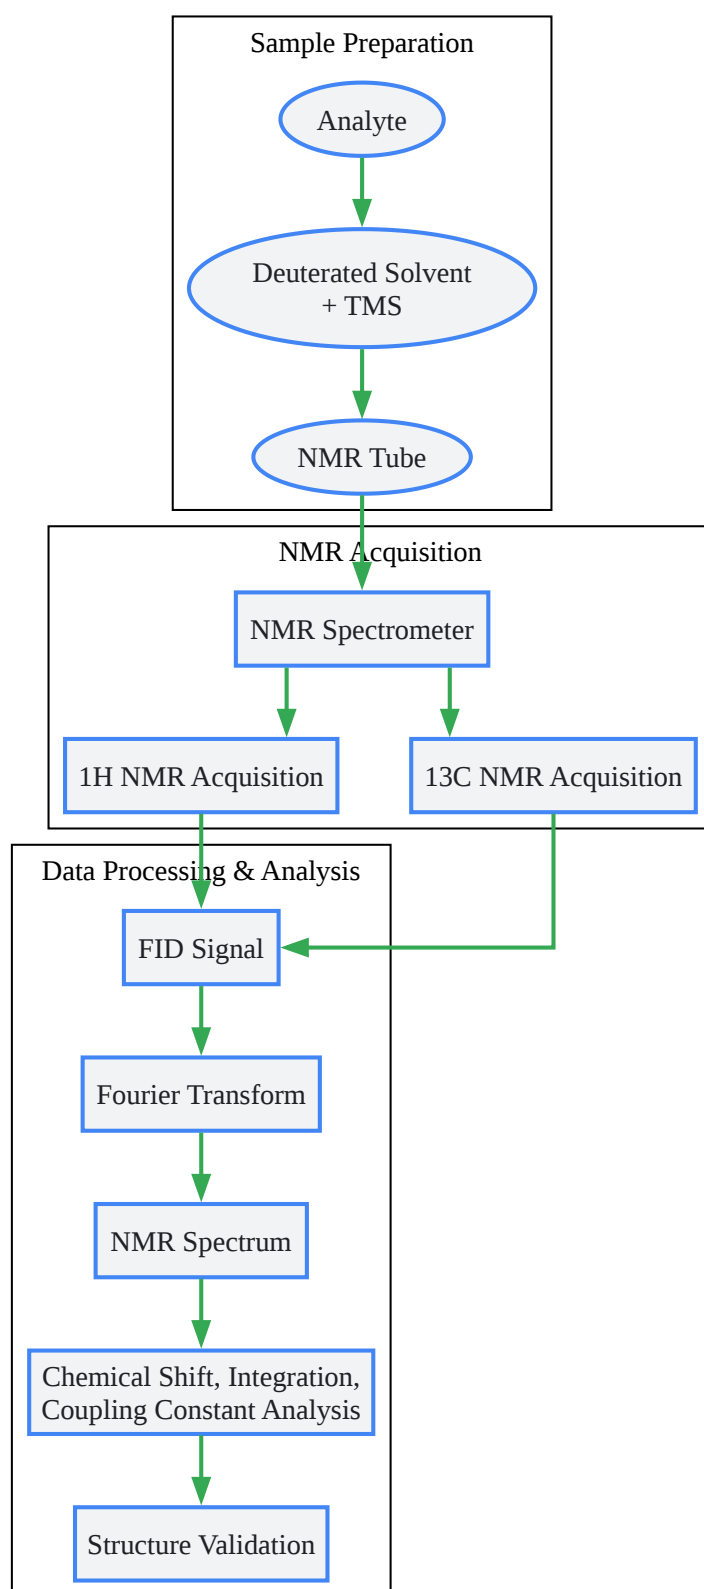 Sample Preparation
Analyte
Deuterated Solvent
+ TMS
NMR Tube
NMR Acquisition
NMR Spectrometer
1H NMR Acquisition
13C NMR Acquisition
Data Processing & Analysis
FID Signal
Fourier Transform
NMR Spectrum
Chemical Shift, Integration,
Coupling Constant Analysis
Structure Validation